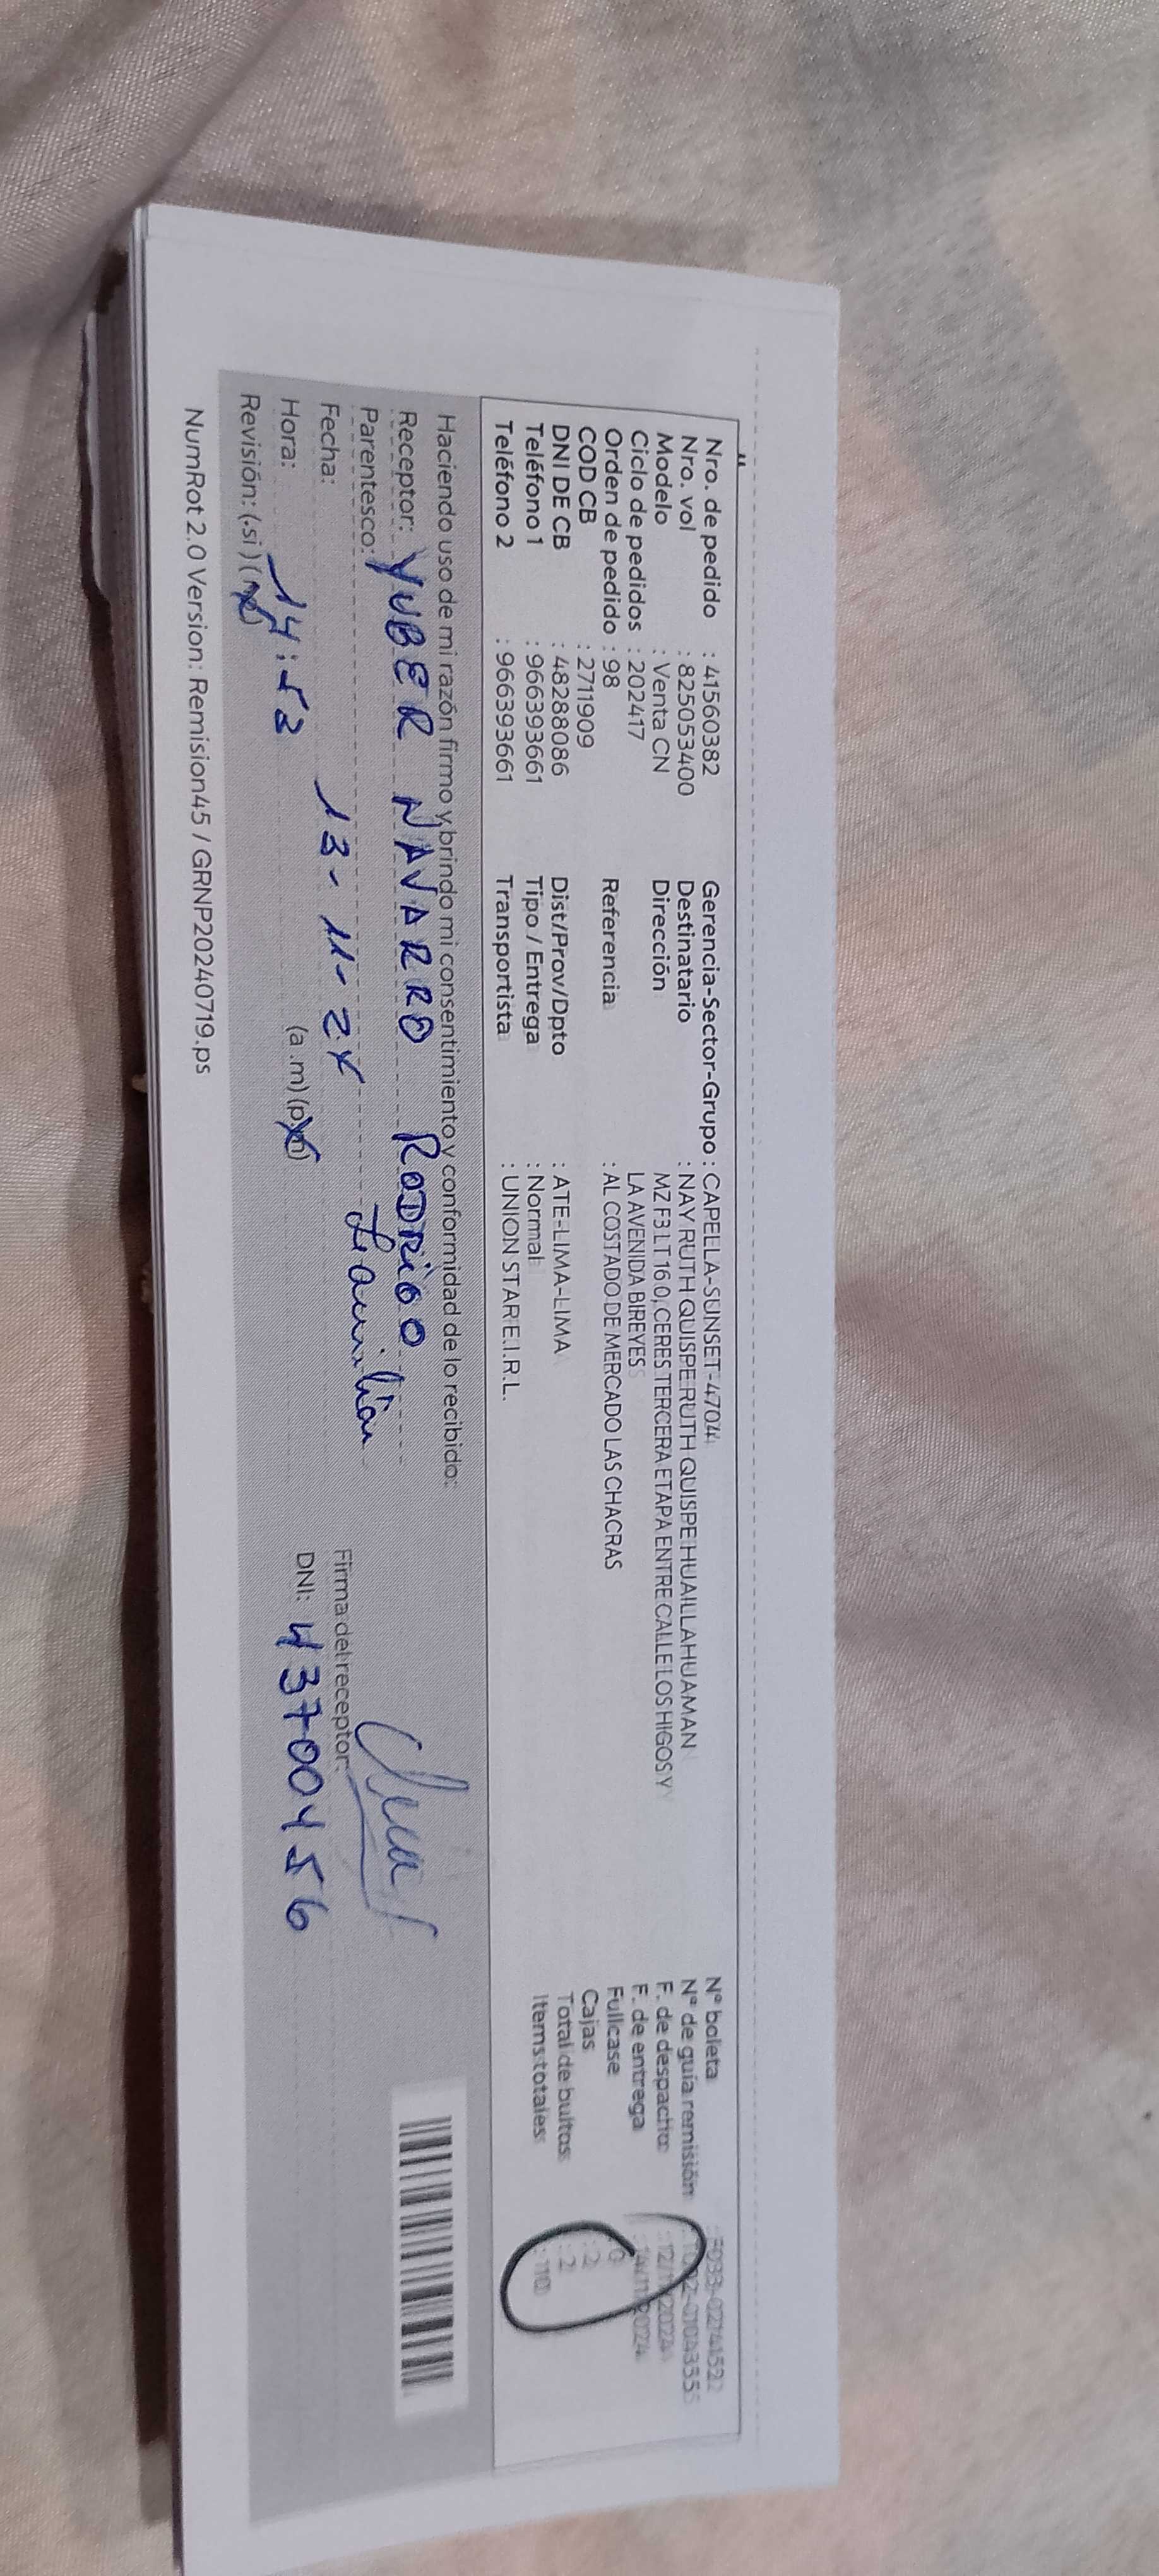 Nro. de pedido : 41560382 Gerencia-Sector-Grupo : CAPELLA-SUNSET-4704 Nº boleta
Nro. vol : 825053400 Destinatario : NAY RUTH QUISPE RUTH QUISPE HUAILLAHUAMAN Nº de guía remisión
Modelo : Venta CN Dirección MZ F3 LT 16 0, CERES TERCERA ETAPA ENTRE CALLE LOS HIGOS Y F. de despacho
Ciclo de pedidos : 202417 LA AVENIDA BIREYES F. de entrega
Orden de pedido : 98 Referencia : AL COSTADO DE MERCADO LAS CHACRAS Fullcase
COD CB : 2711909 Cajas : 2
DNI DE CB : 48288086 Dist/Prov/Dpto : ATE-LIMA-LIMA Total de bultos : 2
Teléfono 1 : 966393661 Tipo / Entrega : Normal Items totales : 110
Teléfono 2 : 966393661 Transportista : UNION STAR E.I.R.L.
Haciendo uso de mi razón firmo y brindo mi consentimiento y conformidad de lo recibido:
Receptor: YUBER NAVARRO RODRIGO
Parentesco: Familiar
Fecha: 13-11-24 Firma del receptor:
Hora: 14:53 (a.m) (pm) DNI: 43700456
Revisión: (si) (no)
NumRot 2.0 Version: Remision45 / GRNP20240719.ps